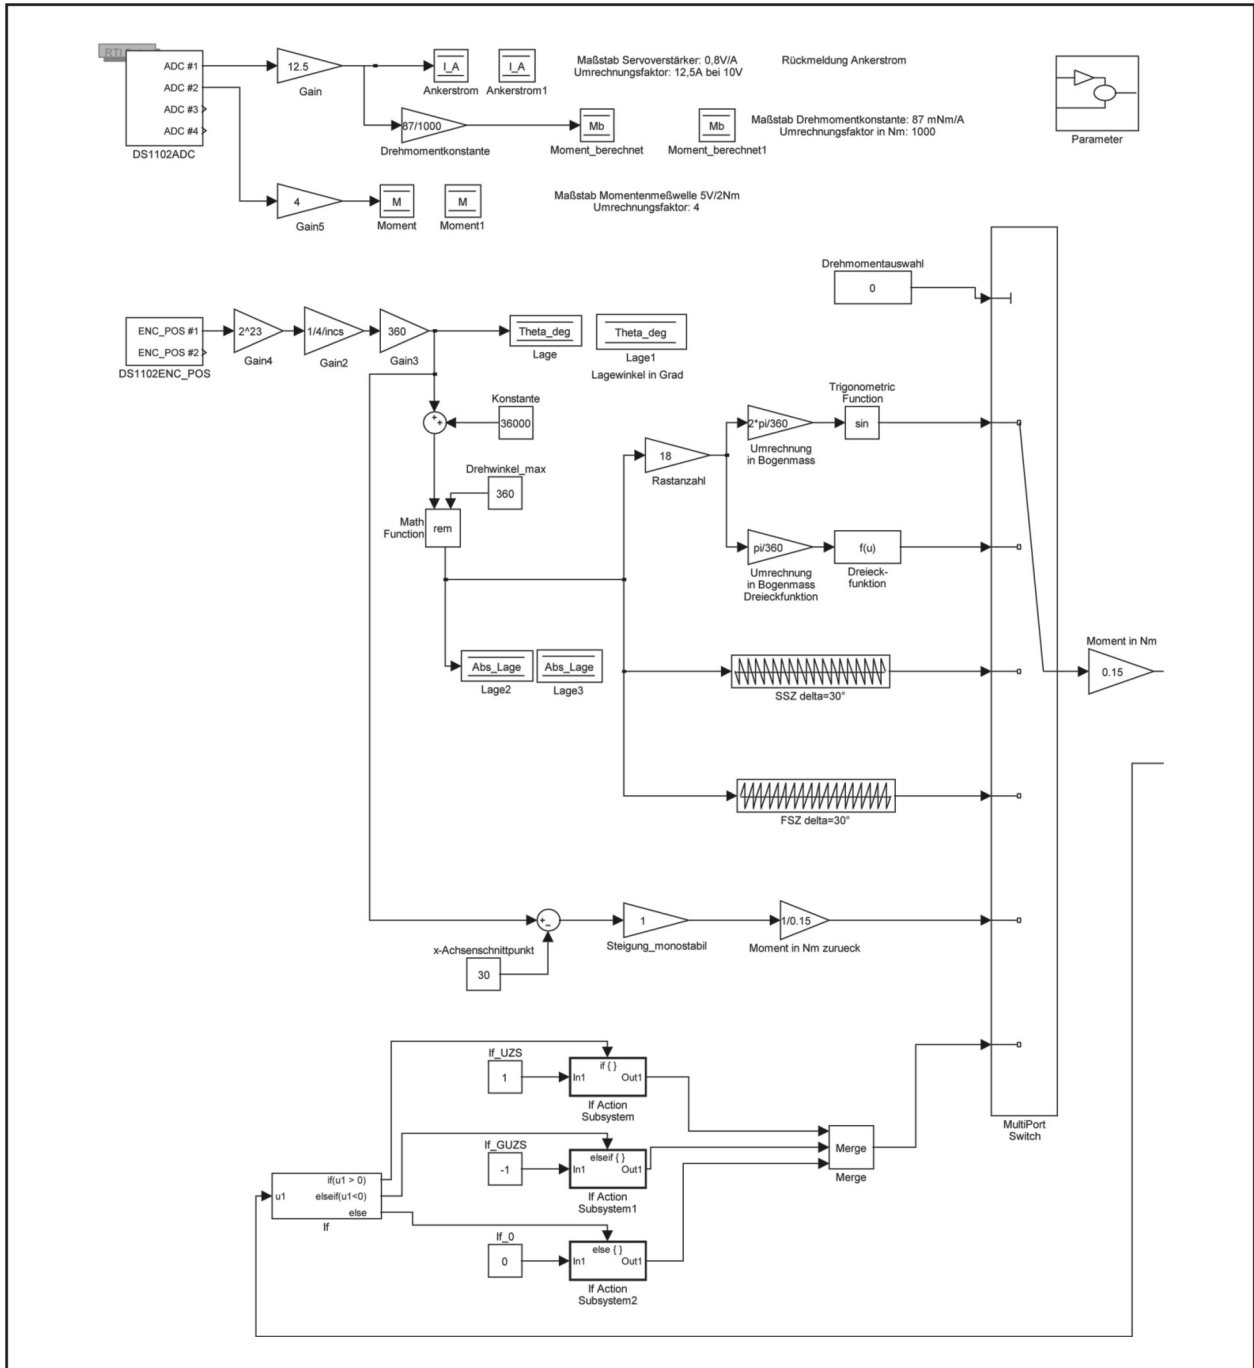 RTI
ADC #1
ADC #2
ADC #3
ADC #4
DS1102ADC
12.5
Gain
I_A
Ankerstrom
I_A
Ankerstrom1
Maßstab Servoverstärker: 0,8V/A
Umrechnungsfaktor: 12,5A bei 10V
Rückmeldung Ankerstrom
Parameter
87/1000
Drehmomentkonstante
Mb
Moment_berechnet
Mb
Moment_berechnet1
Maßstab Drehmomentkonstante: 87 mNm/A
Umrechnungsfaktor in Nm: 1000
4
Gain5
M
Moment
M
Moment1
Maßstab Momentenmeßwelle 5V/2Nm
Umrechnungsfaktor: 4
Drehmomentauswahl
0
ENC_POS #1
ENC_POS #2
DS1102ENC_POS
2^23
Gain4
1/4/incs
Gain2
360
Gain3
Theta_deg
Lage
Theta_deg
Lage1
Lagewinkel in Grad
Konstante
36000
Drehwinkel_max
360
Math
Function
rem
18
Rastanzahl
2*pi/360
Umrechnung
in Bogenmass
Trigonometric
Function
sin
pi/360
Umrechnung
in Bogenmass
Dreieckfunktion
f(u)
Dreieck-
funktion
Abs_Lage
Lage2
Abs_Lage
Lage3
SSZ delta=30°
Moment in Nm
0.15
FSZ delta=30°
x-Achsenschnittpunkt
30
1
Steigung_monostabil
1/0.15
Moment in Nm zurueck
If_UZS
1
if { }
In1
Out1
If Action
Subsystem
MultiPort
Switch
If_GUZS
-1
elseif { }
In1
Out1
If Action
Subsystem1
Merge
Merge
u1
if(u1 > 0)
elseif(u1<0)
else
If
If_0
0
else { }
In1
Out1
If Action
Subsystem2